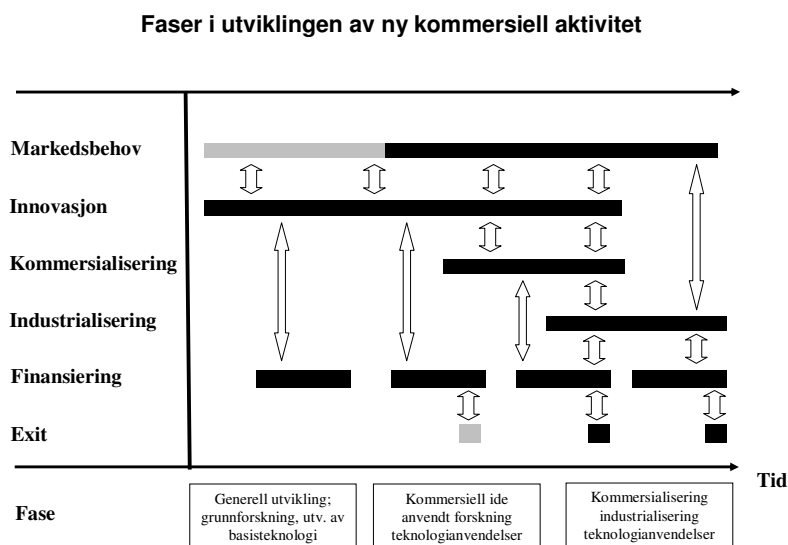 Faser i utviklingen av ny kommersiell aktivitet
Markedsbehov
Innovasjon
Kommersialisering
Industrialisering
Finansiering
Exit
Tid
Fase
Generell utvikling;
grunnforskning, utv. av
basisteknologi
Kommersiell ide
anvendt forskning
teknologianvendelser
Kommersialisering
industrialisering
teknologianvendelser